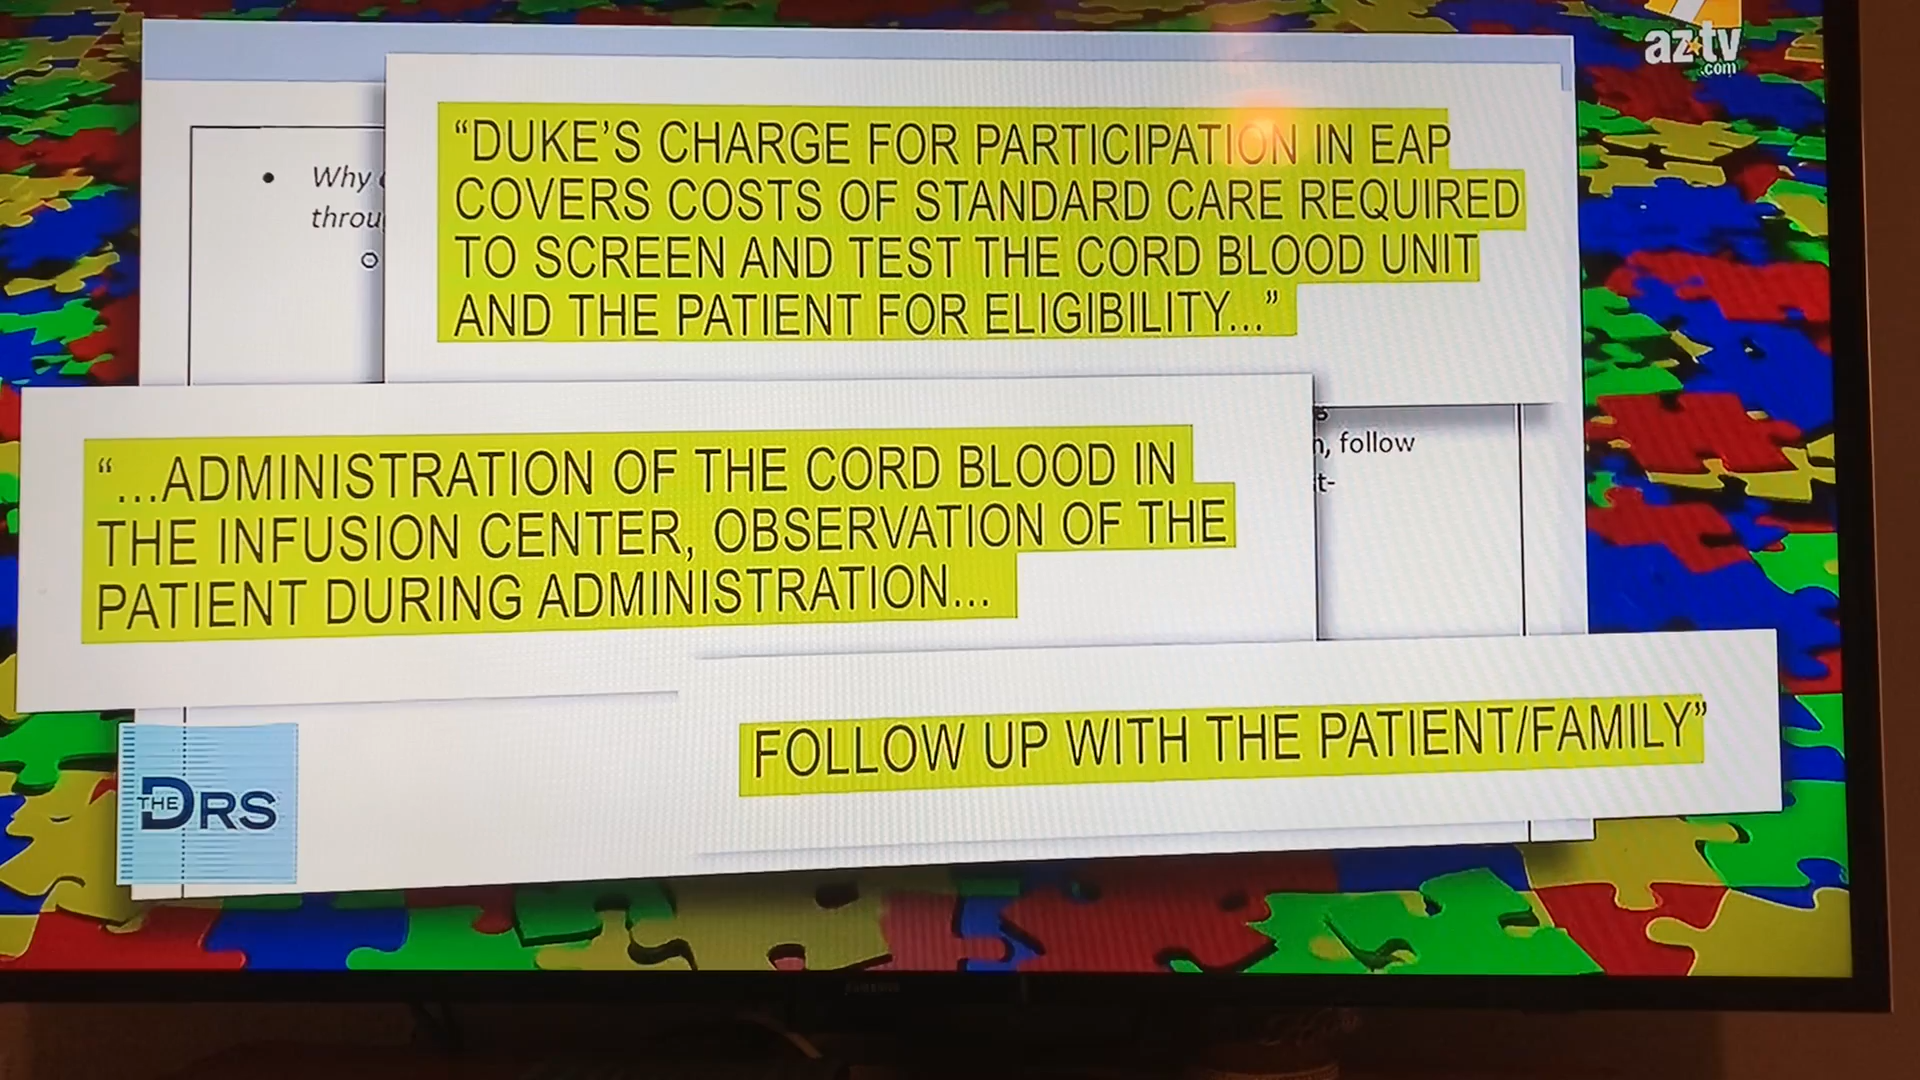 az tv
.com
"DUKE'S CHARGE FOR PARTICIPATION IN EAP
COVERS COSTS OF STANDARD CARE REQUIRED
TO SCREEN AND TEST THE CORD BLOOD UNIT
AND THE PATIENT FOR ELIGIBILITY..."
Why
throu
, follow
"...ADMINISTRATION OF THE CORD BLOOD IN
THE INFUSION CENTER, OBSERVATION OF THE
PATIENT DURING ADMINISTRATION...
FOLLOW UP WITH THE PATIENT/FAMILY"
THE DRS
SAMSUNG